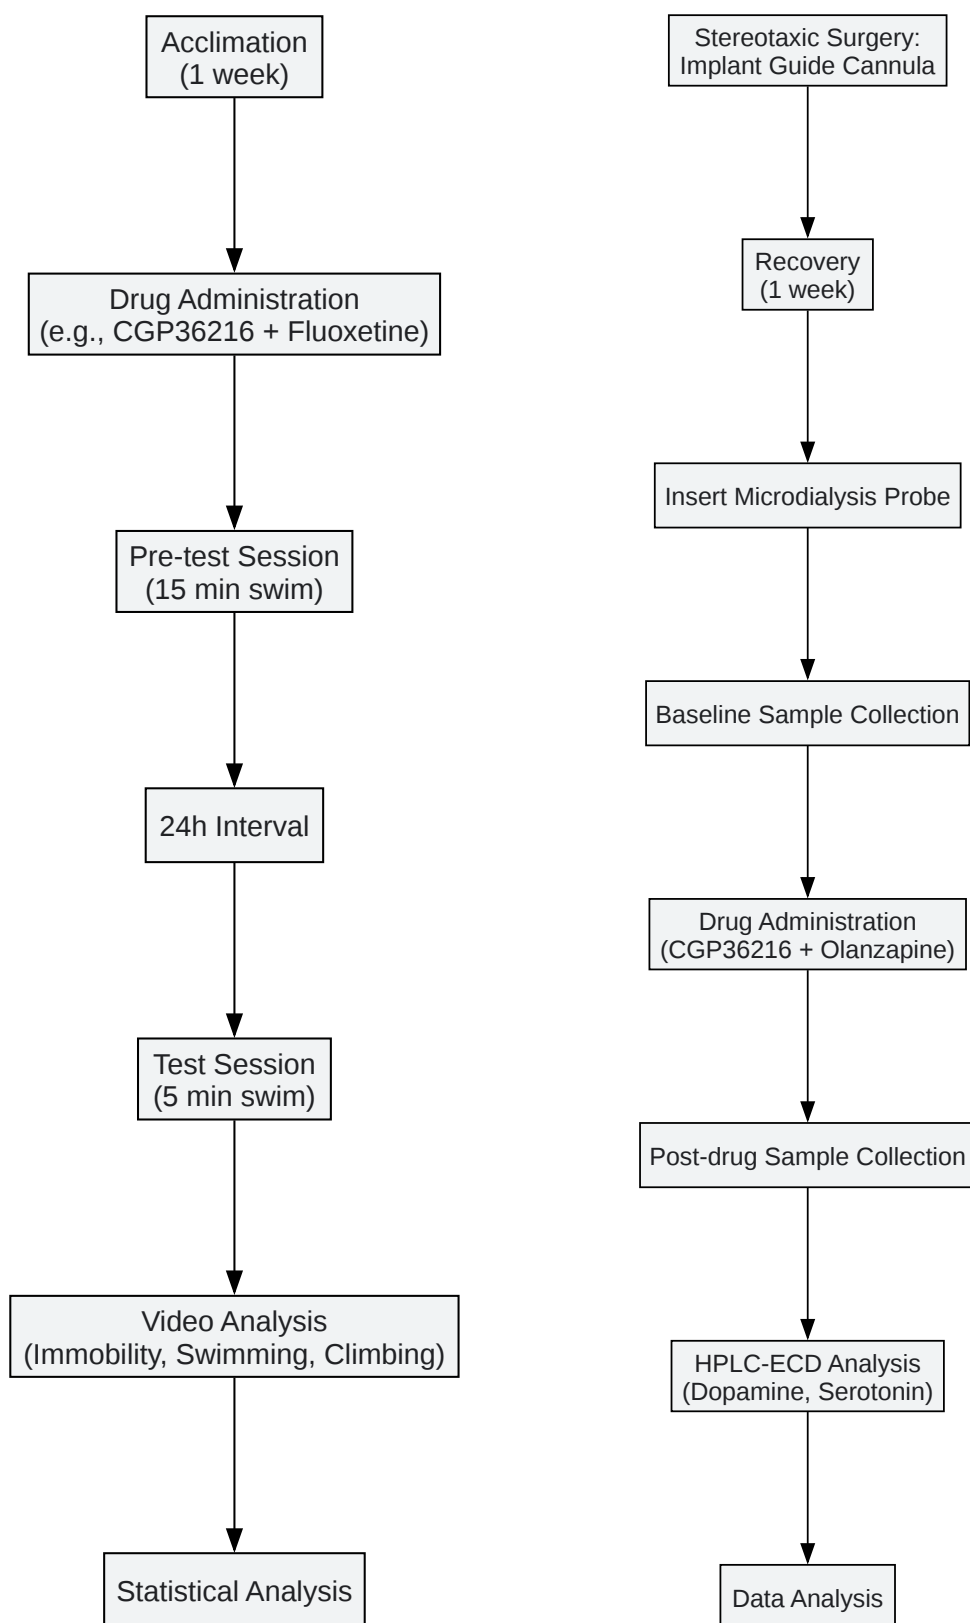 Acclimation
(1 week)
Drug Administration
(e.g., CGP36216 + Fluoxetine)
Pre-test Session
(15 min swim)
24h Interval
Test Session
(5 min swim)
Video Analysis
(Immobility, Swimming, Climbing)
Statistical Analysis
Stereotaxic Surgery:
Implant Guide Cannula
Recovery
(1 week)
Insert Microdialysis Probe
Baseline Sample Collection
Drug Administration
(CGP36216 + Olanzapine)
Post-drug Sample Collection
HPLC-ECD Analysis
(Dopamine, Serotonin)
Data Analysis